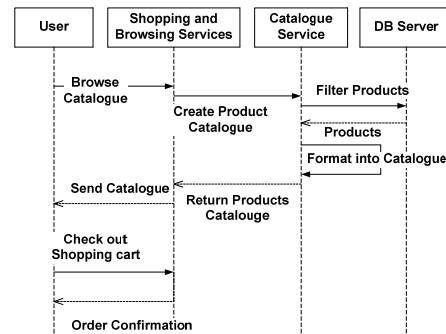 User
Shopping and
Browsing Services
Catalogue
Service
DB Server
Browse
Catalogue
Filter Products
Create Product
Catalogue
Products
Format into Catalogue
Send Catalogue
Return Products
Catalouge
Check out
Shopping cart
Order Confirmation